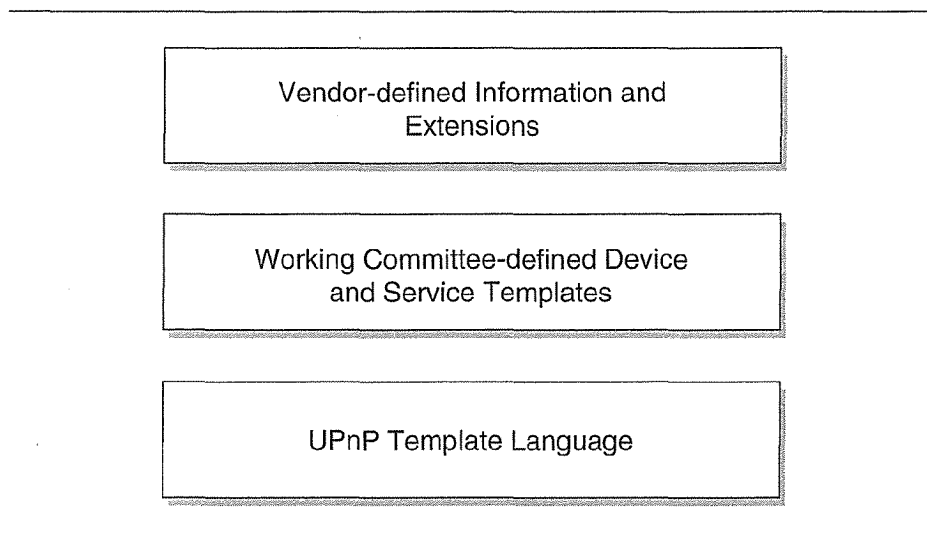 Vendor-defined Information and
Extensions
Working Committee-defined Device
and Service Templates
UPnP Template Language